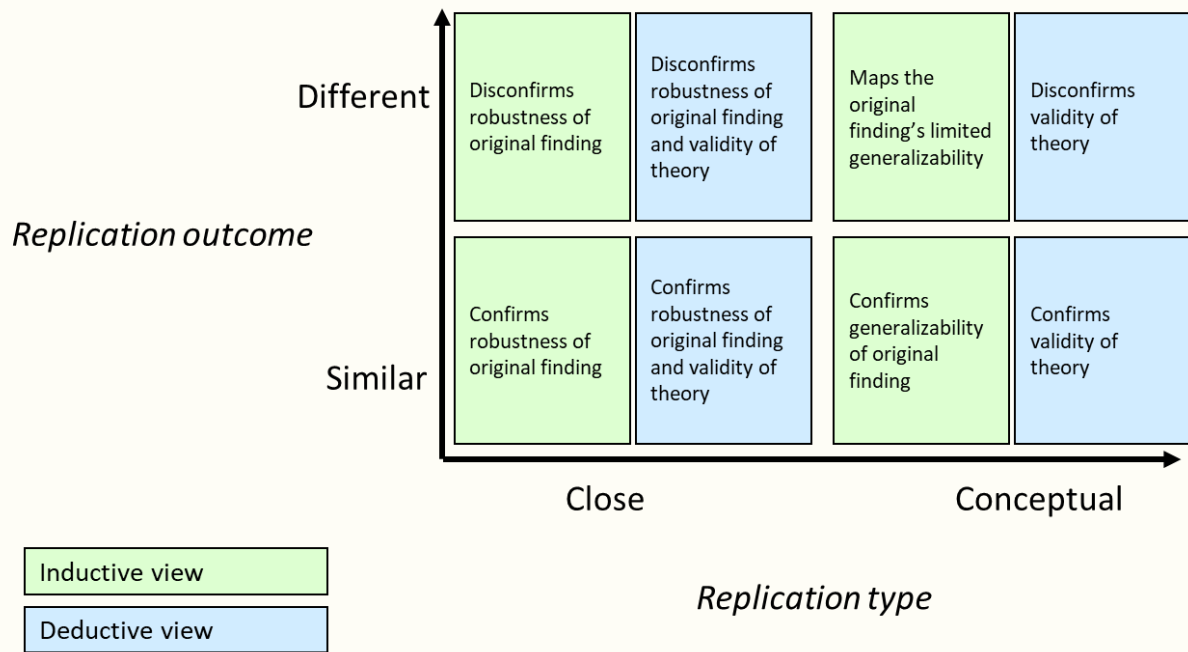 Different
Disconfirms
robustness of
original finding
Disconfirms
robustness of
original finding
and validity of
theory
Maps the
original
finding’s limited
generalizability
Disconfirms
validity of
theory
Replication outcome
Similar
Confirms
robustness of
original finding
Confirms
robustness of
original finding
and validity of
theory
Confirms
generalizability
of original
finding
Confirms
validity of
theory
Close
Conceptual
Replication type
Inductive view
Deductive view